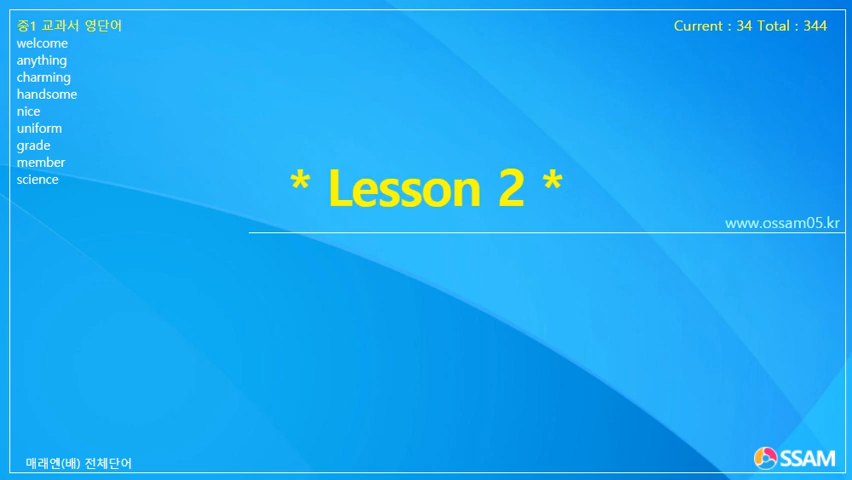 중1 교과서 영단어
Current : 34 Total : 344
welcome
anything
charming
handsome
nice
uniform
grade
member
science
* Lesson 2 *
www.ossam05.kr
매래엔(배) 전체단어
OSSAM